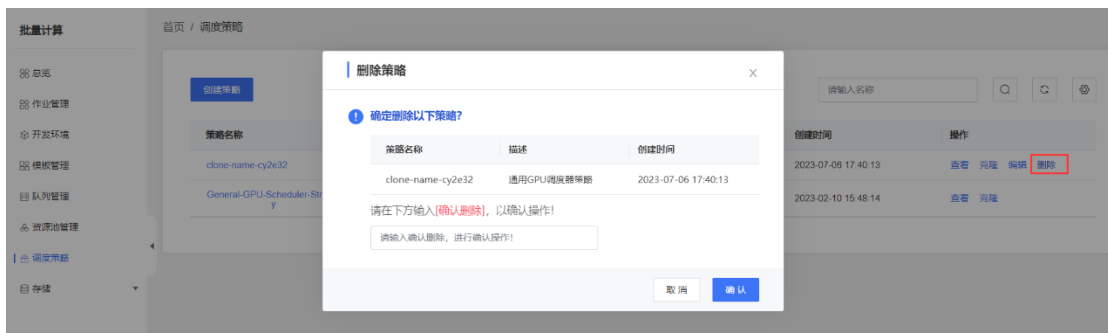 批量计算
首页 / 调度策略
总览
作业管理
开发环境
模板管理
队列管理
资源池管理
调度策略
存储
创建策略
请输入名称
策略名称
创建时间
操作
clone-name-cy2e32
2023-07-06 17:40:13
查看 克隆 编辑 删除
General-GPU-Scheduler-Str
y
2023-02-10 15:48:14
查看 克隆
删除策略
确定删除以下策略?
策略名称 描述 创建时间
clone-name-cy2e32 通用GPU调度器策略 2023-07-06 17:40:13
请在下方输入[确认删除], 以确认操作!
请输入确认删除, 进行确认操作!
取消 确认